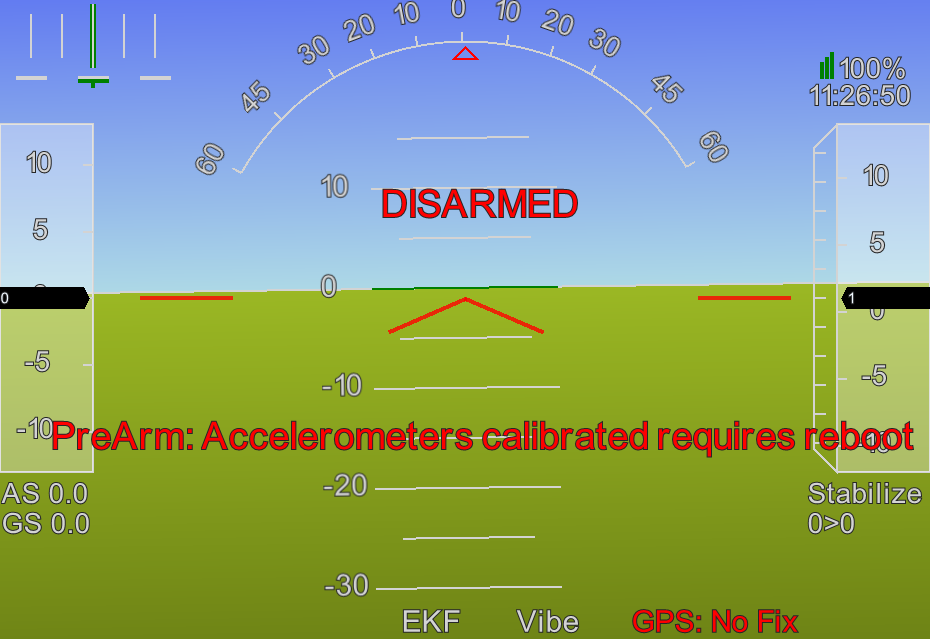 60 45 30 20 10 0 10 20 30 45 60
100%
11:26:50
10
5
0
-5
-10
10
0
-10
-20
-30
10
5
1
0
-5
-10
DISARMED
PreArm: Accelerometers calibrated requires reboot
AS 0.0
GS 0.0
Stabilize
0>0
EKF Vibe GPS: No Fix